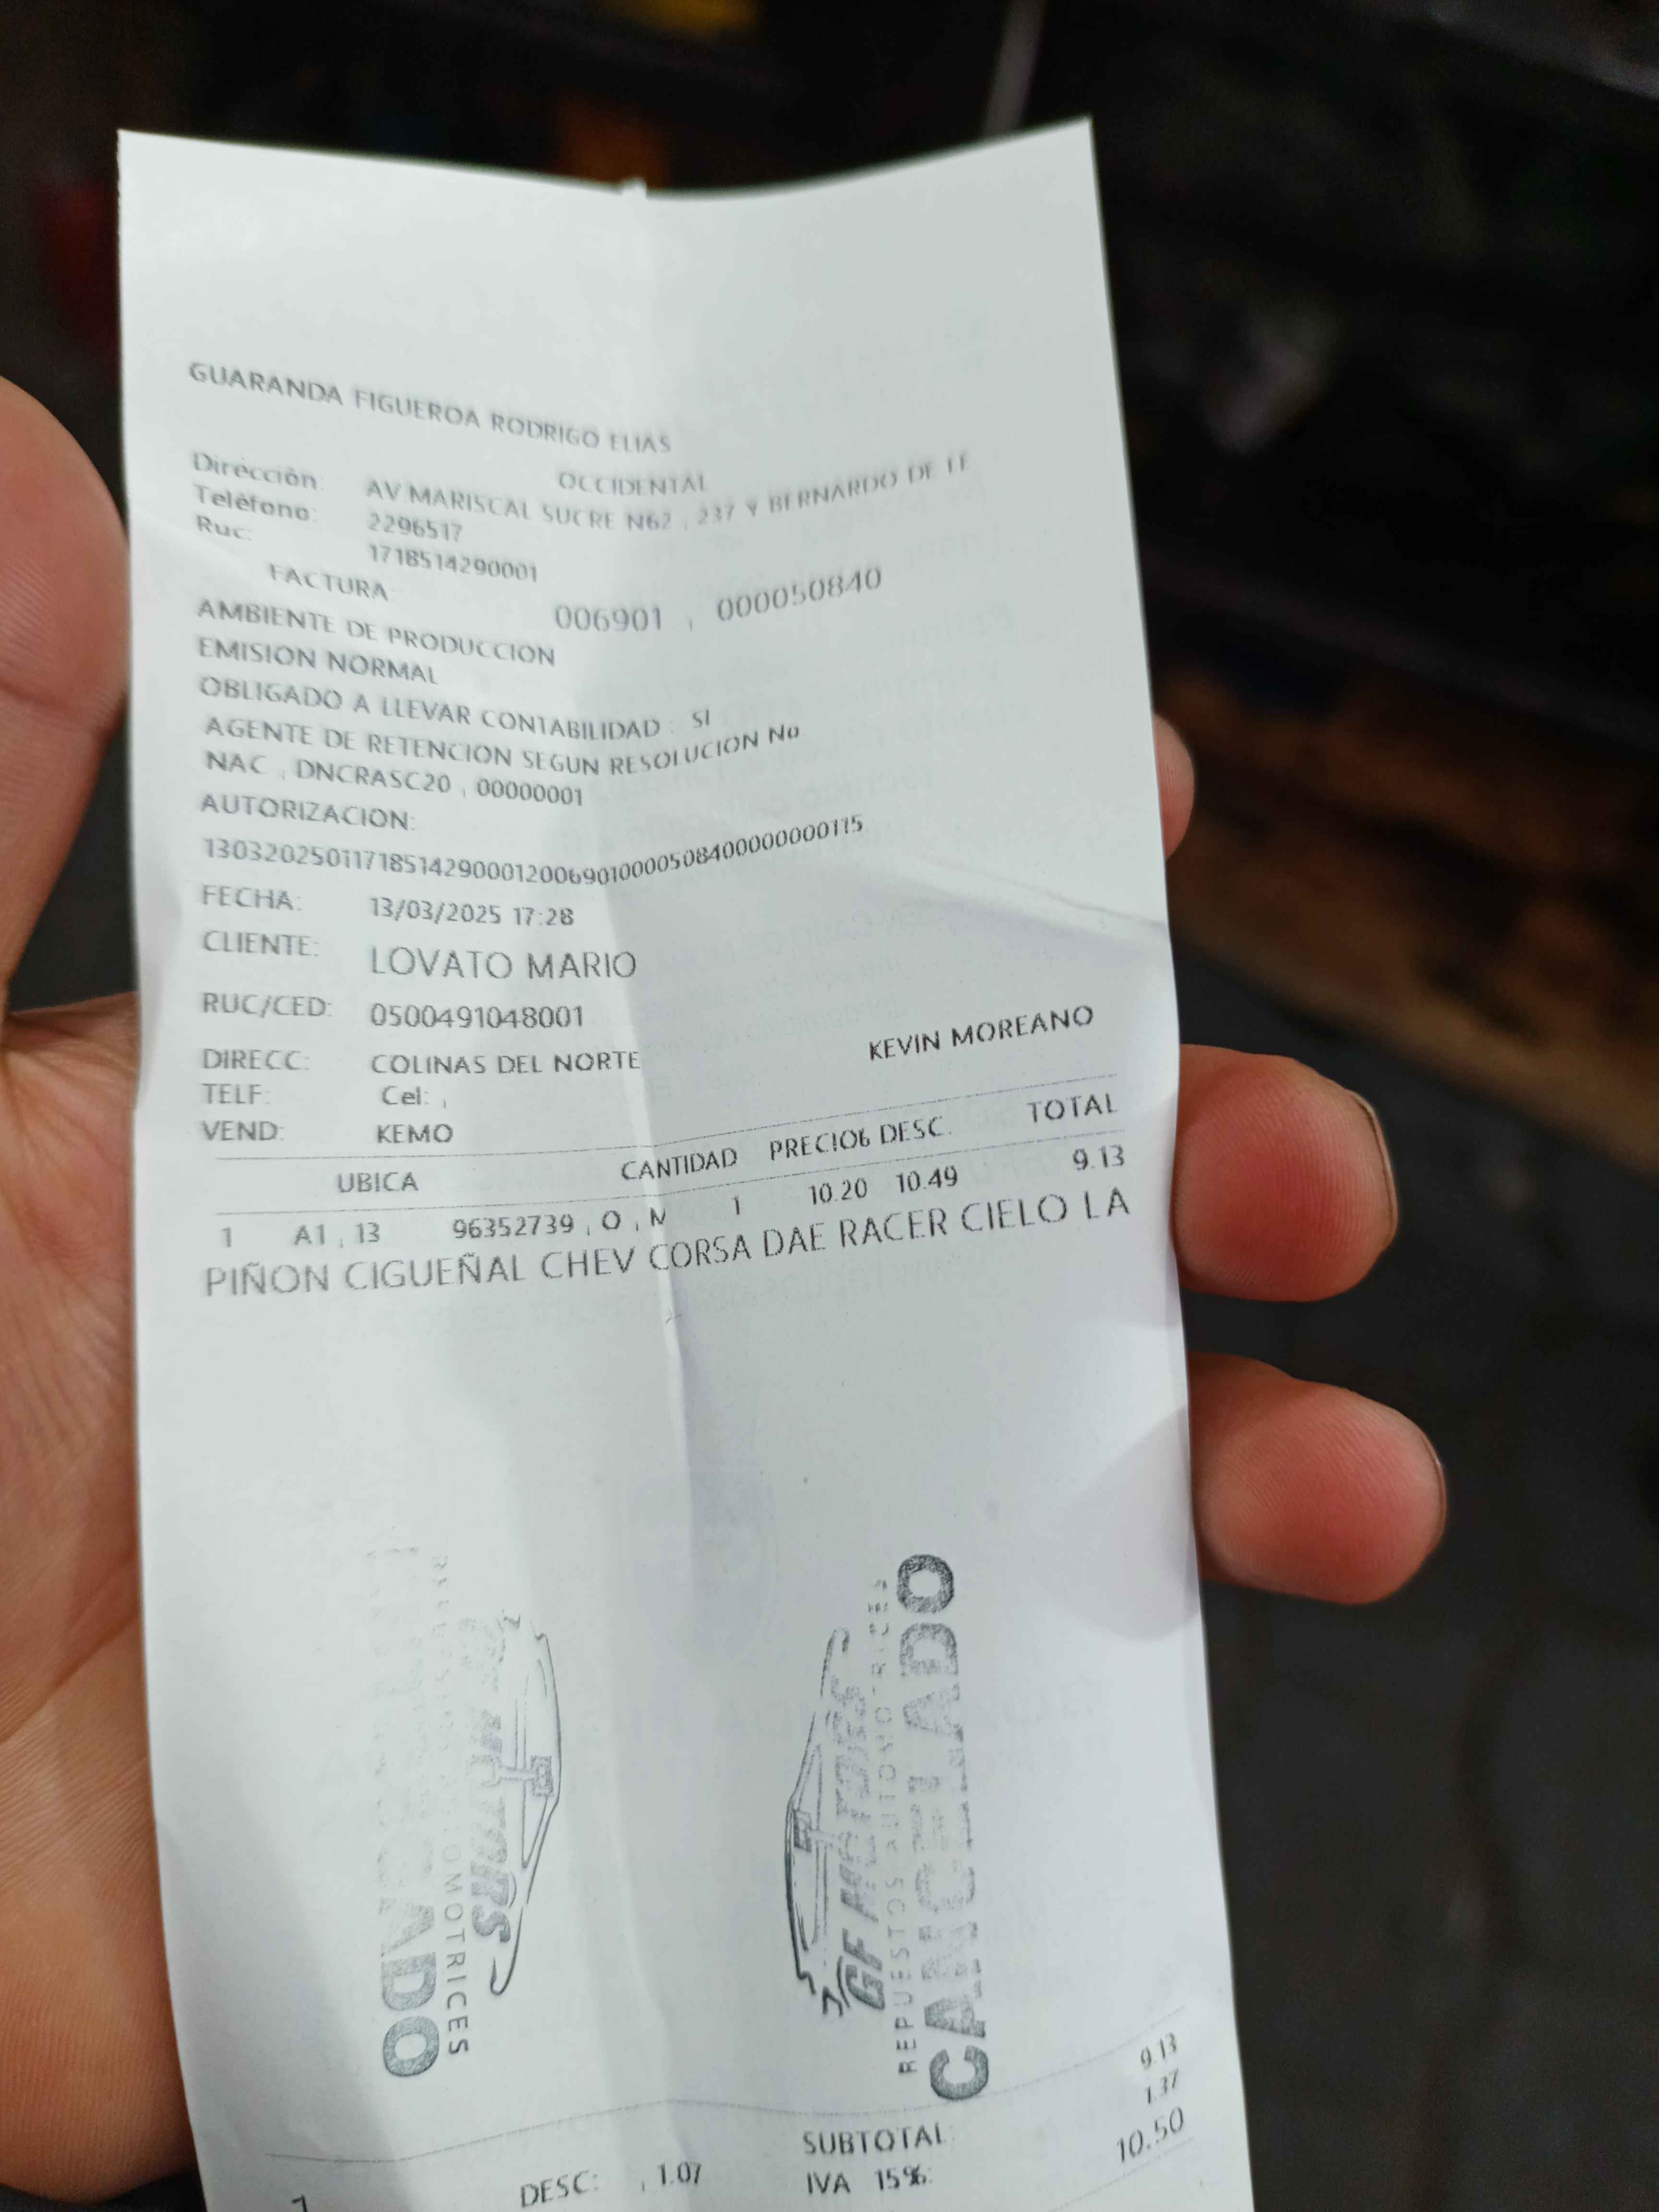 GUARANDA FIGUEROA RODRIGO ELIAS
OCCIDENTAL
Dirección: AV MARISCAL SUCRE N62 , 237 Y BERNARDO DE LE
Teléfono: 2296517
Ruc: 1718514290001
FACTURA: 006901 , 000050840
AMBIENTE DE PRODUCCION
EMISION NORMAL
OBLIGADO A LLEVAR CONTABILIDAD : SI
AGENTE DE RETENCION SEGUN RESOLUCION No
NAC , DNCRASC20 , 00000001
AUTORIZACION:
1303202501171851429000120069010000508400000000115
FECHA: 13/03/2025 17:28
CLIENTE: LOVATO MARIO
RUC/CED: 0500491048001
DIRECC: COLINAS DEL NORTE KEVIN MOREANO
TELF: Cel: ,
VEND: KEMO
UBICA CANTIDAD PRECIO6 DESC. TOTAL
1 A1 , 13 96352739 , O , M 1 10.20 10.49 9.13
PIÑON CIGUEÑAL CHEV CORSA DAE RACER CIELO LA
GF MOTORS
REPUESTOS AUTOMOTRICES
CANCELADO
SUBTOTAL: 9.13
DESC: , 1.07 IVA 15%: 1.37
10.50